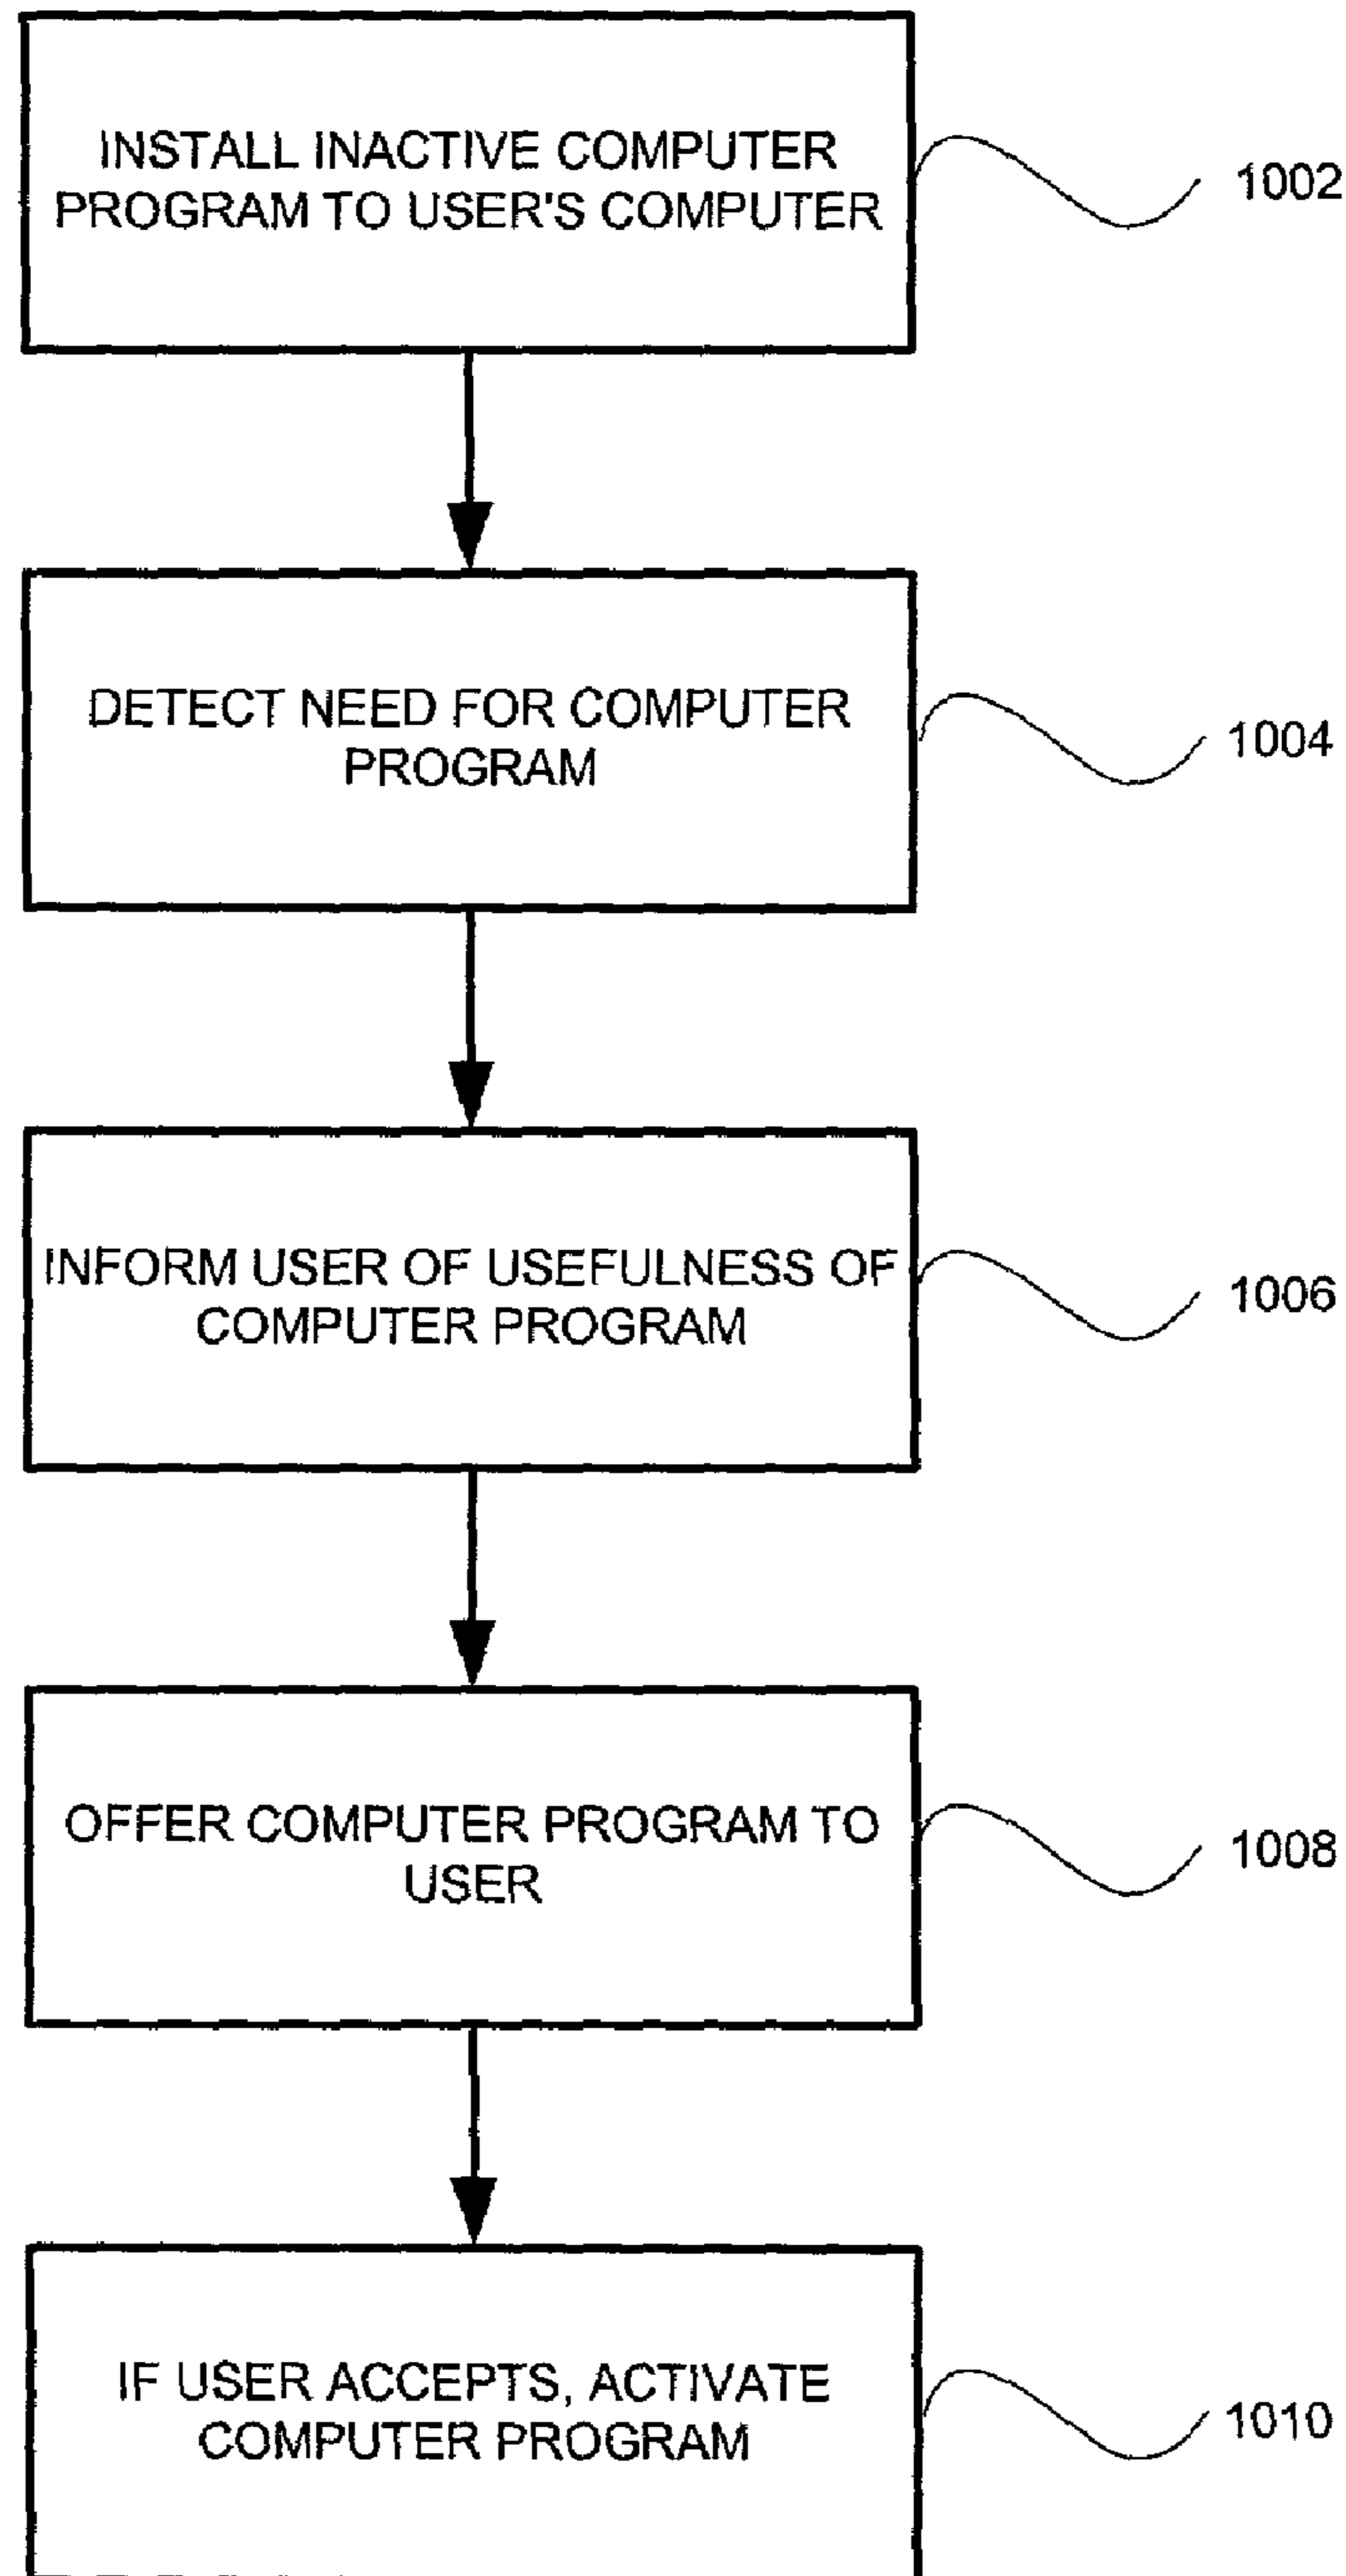 INSTALL INACTIVE COMPUTER
PROGRAM TO USER'S COMPUTER
1002
DETECT NEED FOR COMPUTER
PROGRAM
1004
INFORM USER OF USEFULNESS OF
COMPUTER PROGRAM
1006
OFFER COMPUTER PROGRAM TO
USER
1008
IF USER ACCEPTS, ACTIVATE
COMPUTER PROGRAM
1010